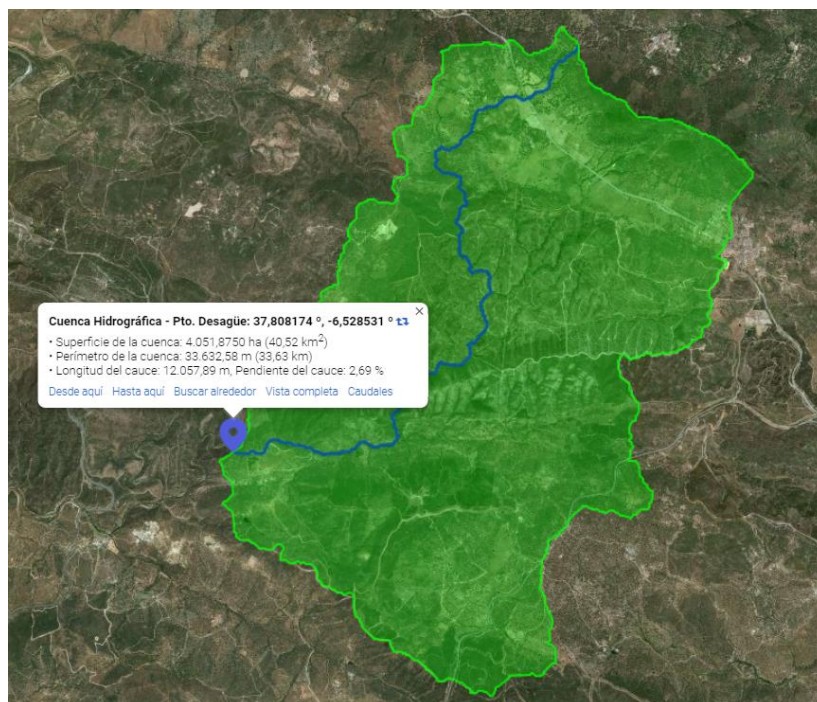 Cuenca Hidrográfica - Pto. Desagüe: 37,808174 º, -6,528531 º
• Superficie de la cuenca: 4.051,8750 ha (40,52 km2)
• Perímetro de la cuenca: 33.632,58 m (33,63 km)
• Longitud del cauce: 12.057,89 m, Pendiente del cauce: 2,69 %
Desde aquí Hasta aquí Buscar alrededor Vista completa Caudales